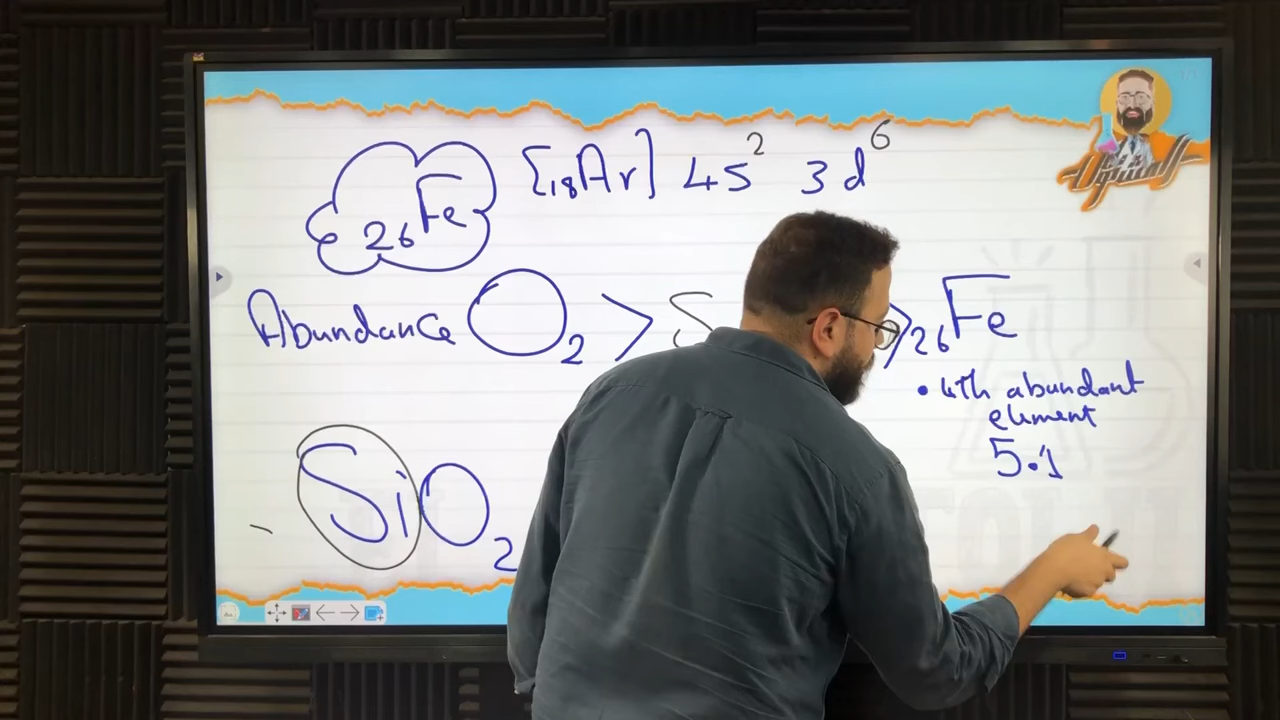 26Fe [18Ar] 4S² 3d⁶
Abundance O₂ > S > 26Fe
• 4th abundant
element
5.1
SiO₂